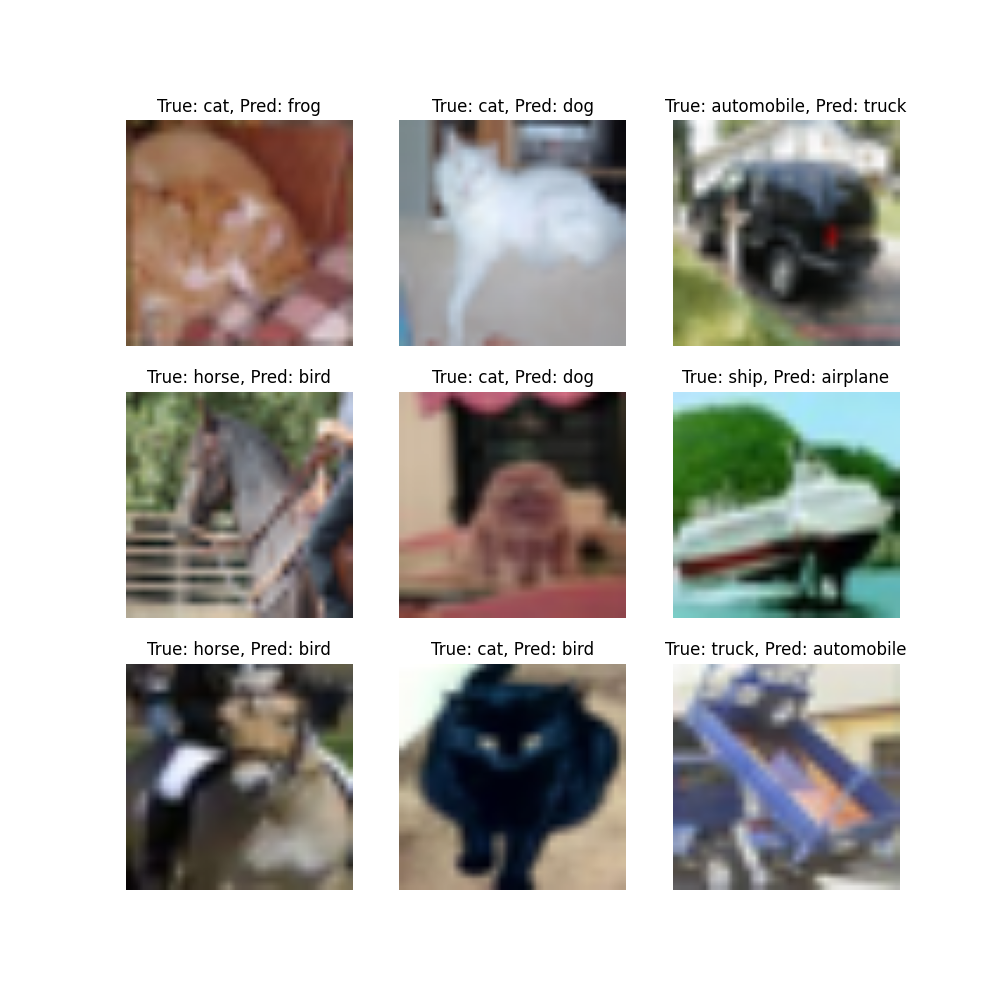 True: cat, Pred: frog
True: cat, Pred: dog
True: automobile, Pred: truck
True: horse, Pred: bird
True: cat, Pred: dog
True: ship, Pred: airplane
True: horse, Pred: bird
True: cat, Pred: bird
True: truck, Pred: automobile